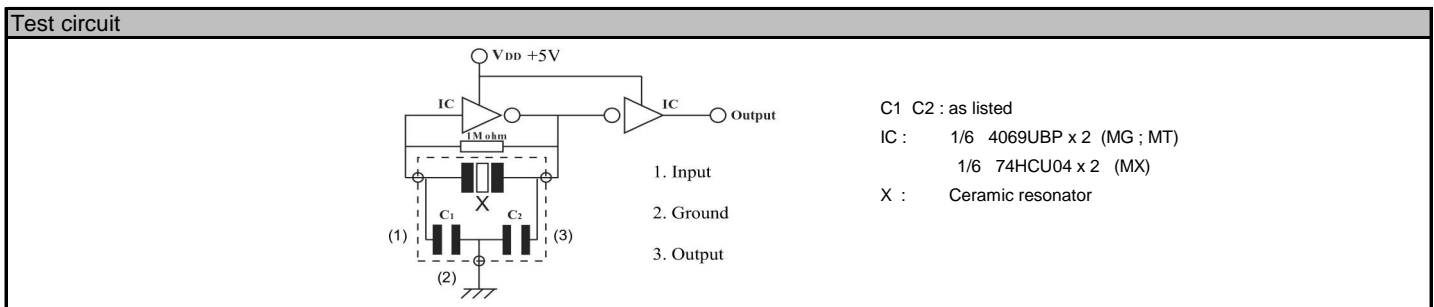 Test circuit
VDD +5V
IC
IC
Output
1M ohm
X
C1
C2
(1)
(3)
(2)
1. Input
2. Ground
3. Output
C1 C2 : as listed
IC : 1/6 4069UBP x 2 (MG ; MT)
1/6 74HCU04 x 2 (MX)
X : Ceramic resonator